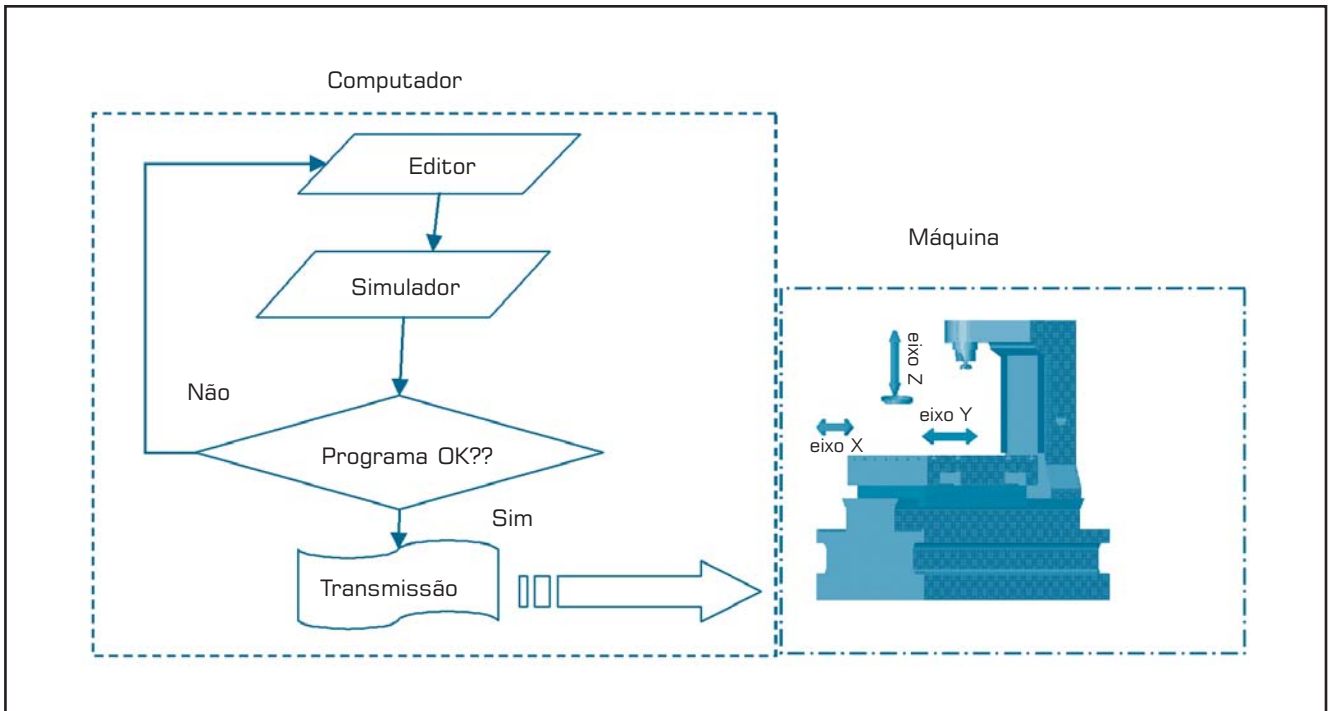 Computador
Editor
Simulador
Não
Programa OK??
Sim
Transmissão
Máquina
eixo Z
eixo Y
eixo X